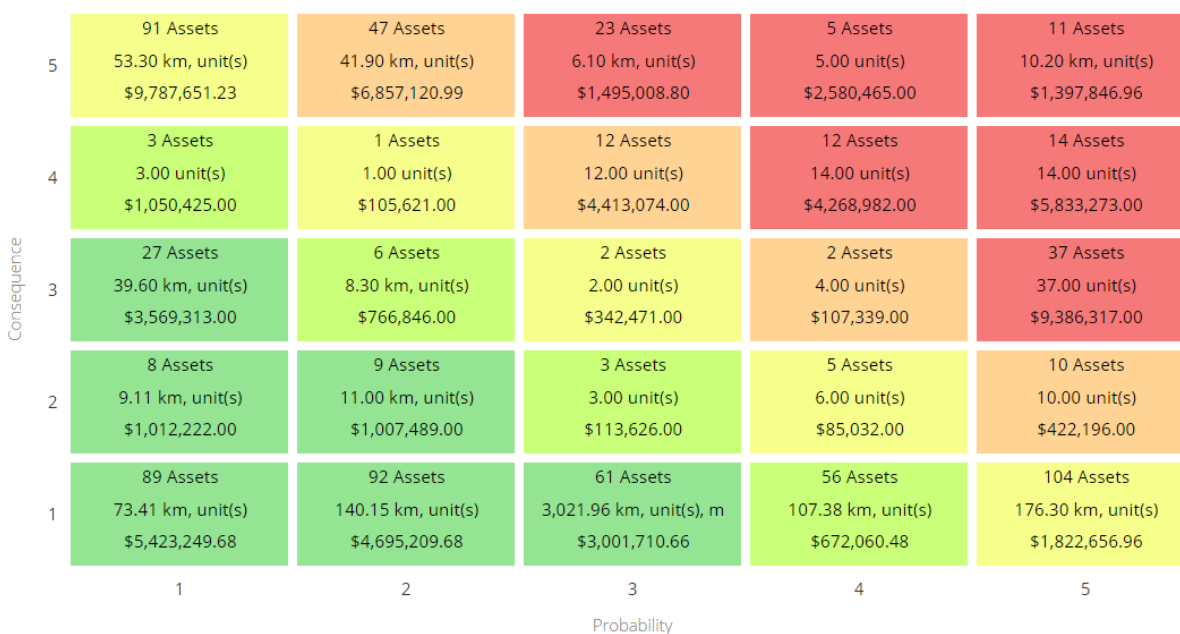 91 Assets
53.30 km, unit(s)
$9,787,651.23
47 Assets
41.90 km, unit(s)
$6,857,120.99
23 Assets
6.10 km, unit(s)
$1,495,008.80
5 Assets
5.00 unit(s)
$2,580,465.00
11 Assets
10.20 km, unit(s)
$1,397,846.96
5
3 Assets
3.00 unit(s)
$1,050,425.00
1 Assets
1.00 unit(s)
$105,621.00
12 Assets
12.00 unit(s)
$4,413,074.00
12 Assets
14.00 unit(s)
$4,268,982.00
14 Assets
14.00 unit(s)
$5,833,273.00
4
27 Assets
39.60 km, unit(s)
$3,569,313.00
6 Assets
8.30 km, unit(s)
$766,846.00
2 Assets
2.00 unit(s)
$342,471.00
2 Assets
4.00 unit(s)
$107,339.00
37 Assets
37.00 unit(s)
$9,386,317.00
3
Consequence
8 Assets
9.11 km, unit(s)
$1,012,222.00
9 Assets
11.00 km, unit(s)
$1,007,489.00
3 Assets
3.00 unit(s)
$113,626.00
5 Assets
6.00 unit(s)
$85,032.00
10 Assets
10.00 unit(s)
$422,196.00
2
89 Assets
73.41 km, unit(s)
$5,423,249.68
92 Assets
140.15 km, unit(s)
$4,695,209.68
61 Assets
3,021.96 km, unit(s), m
$3,001,710.66
56 Assets
107.38 km, unit(s)
$672,060.48
104 Assets
176.30 km, unit(s)
$1,822,656.96
1
1
2
3
4
5
Probability